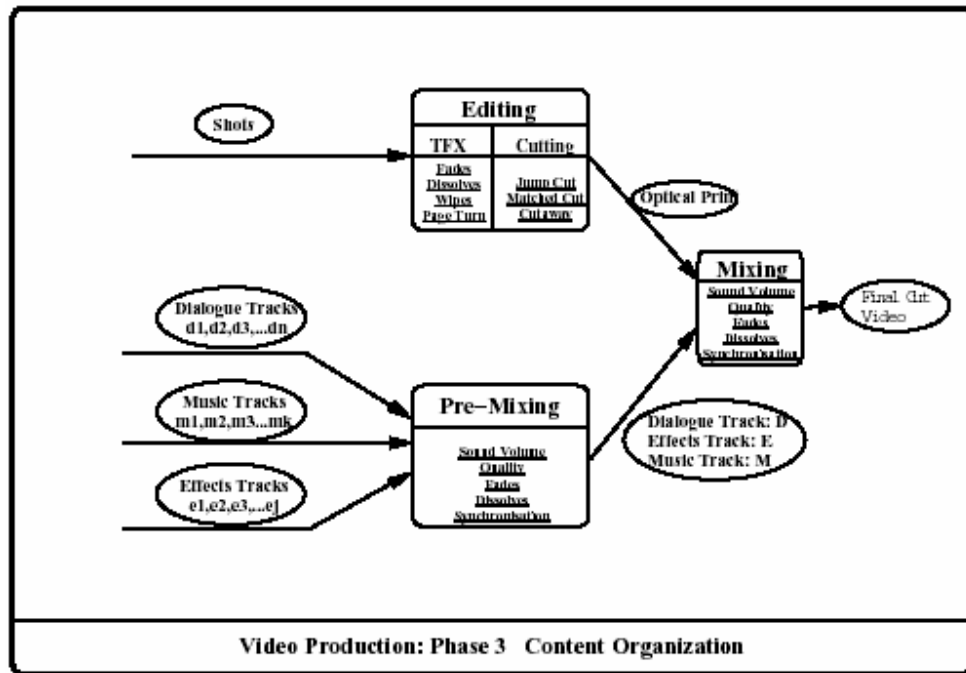 Shots
Editing
TFX
Fades
Dissolves
Wipes
Page Turn
Cutting
Jump Cut
Matched Cut
Cutaway
Optical Print
Dialogue Tracks
d1,d2,d3,...dn
Music Tracks
m1,m2,m3...mk
Effects Tracks
e1,e2,e3,...ej
Pre-Mixing
Sound Volume
Quality
Fades
Dissolves
Synchronisation
Dialogue Track: D
Effects Track: E
Music Track: M
Mixing
Sound Volume
Quality
Fades
Dissolves
Synchronisation
Final Cut
Video
Video Production: Phase 3 Content Organization